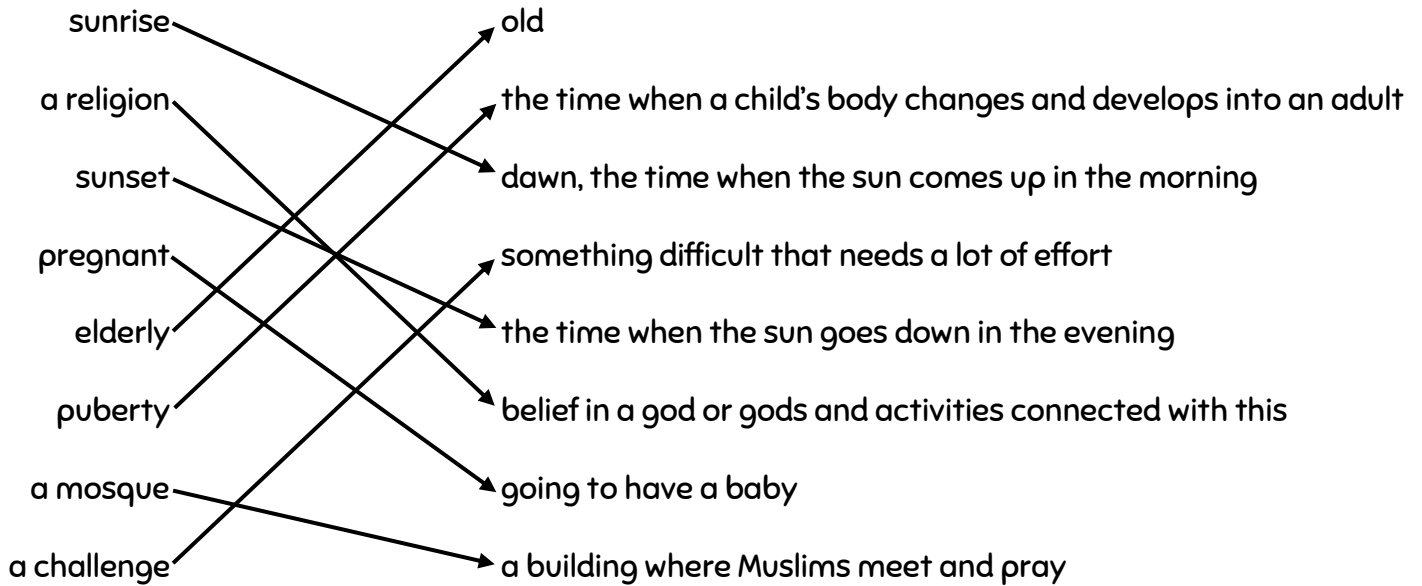 sunrise
old
a religion
the time when a child's body changes and develops into an adult
sunset
dawn, the time when the sun comes up in the morning
pregnant
something difficult that needs a lot of effort
elderly
the time when the sun goes down in the evening
puberty
belief in a god or gods and activities connected with this
a mosque
going to have a baby
a challenge
a building where Muslims meet and pray